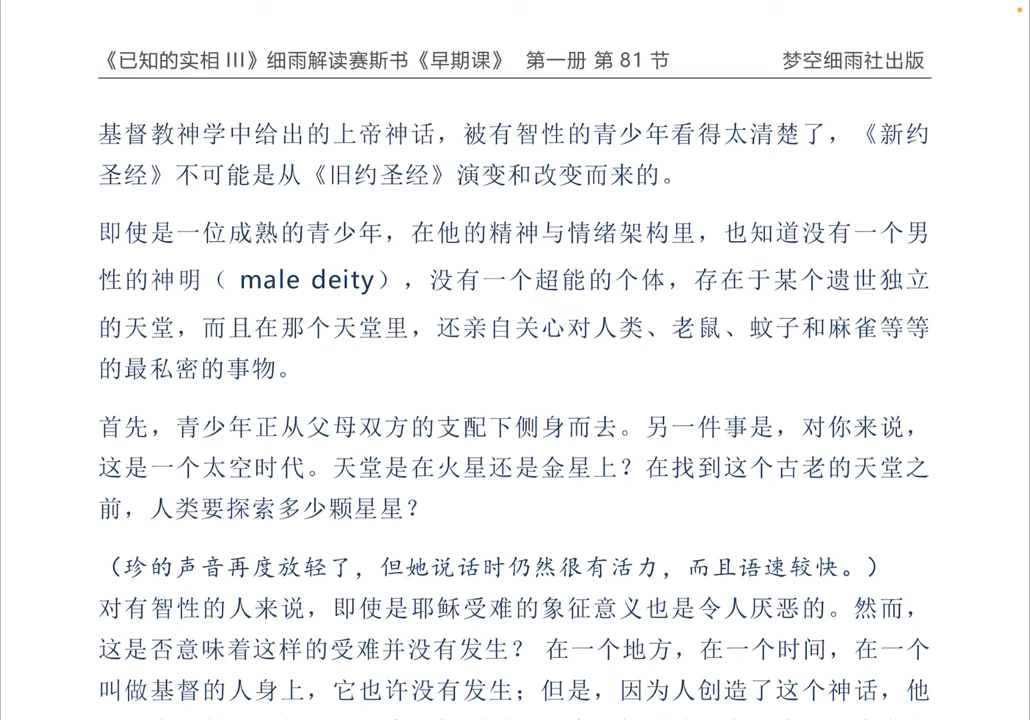 《已知的实相 III》细雨解读赛斯书《早期课》 第一册 第 81 节 梦空细雨社出版
基督教神学中给出的上帝神话，被有智性的青少年看得太清楚了，《新约
圣经》不可能是从《旧约圣经》演变和改变而来的。
即使是一位成熟的青少年，在他的精神与情绪架构里，也知道没有一个男
性的神明（ male deity），没有一个超能的个体，存在于某个遗世独立
的天堂，而且在那个天堂里，还亲自关心对人类、老鼠、蚊子和麻雀等等
的最私密的事物。
首先，青少年正从父母双方的支配下侧身而去。另一件事是，对你来说，
这是一个太空时代。天堂是在火星还是金星上？在找到这个古老的天堂之
前，人类要探索多少颗星星？
（珍的声音再度放轻了，但她说话时仍然很有活力，而且语速较快。）
对有智性的人来说，即使是耶稣受难的象征意义也是令人厌恶的。然而，
这是否意味着这样的受难并没有发生？ 在一个地方，在一个时间，在一个
叫做基督的人身上，它也许没有发生；但是，因为人创造了这个神话，他